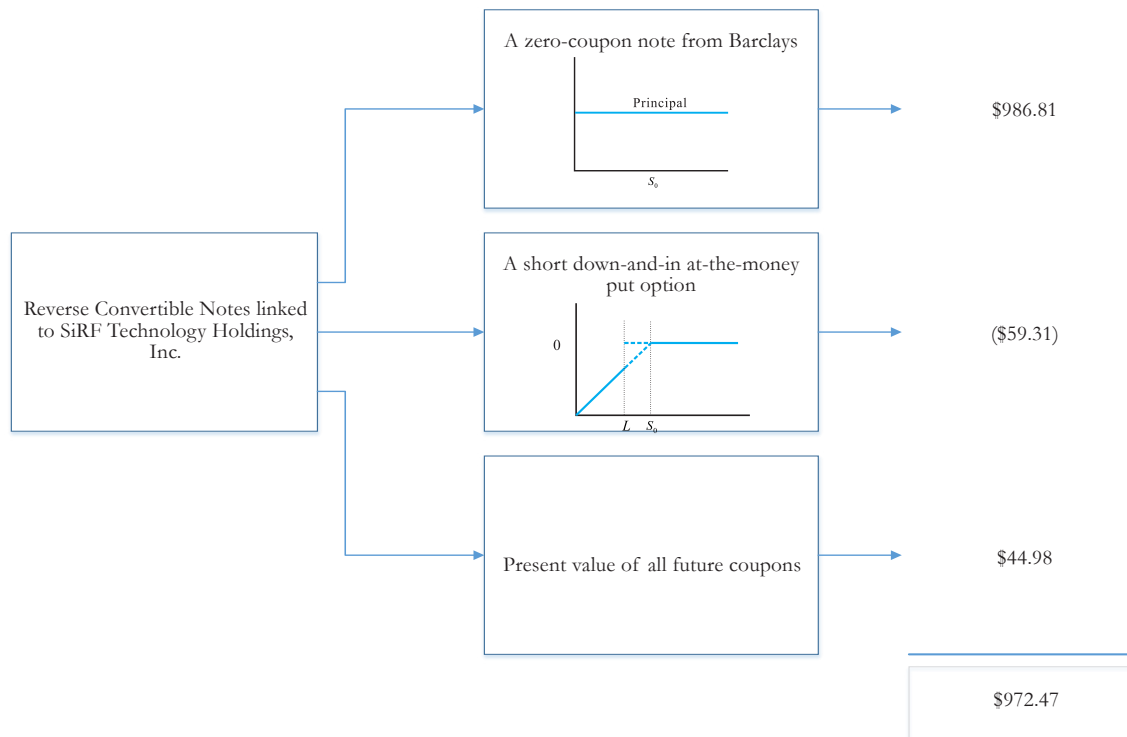 A zero-coupon note from Barclays
Principal
S₀
$986.81
Reverse Convertible Notes linked
to SiRF Technology Holdings,
Inc.
A short down-and-in at-the-money
put option
0
L S₀
($59.31)
Present value of all future coupons
$44.98
$972.47